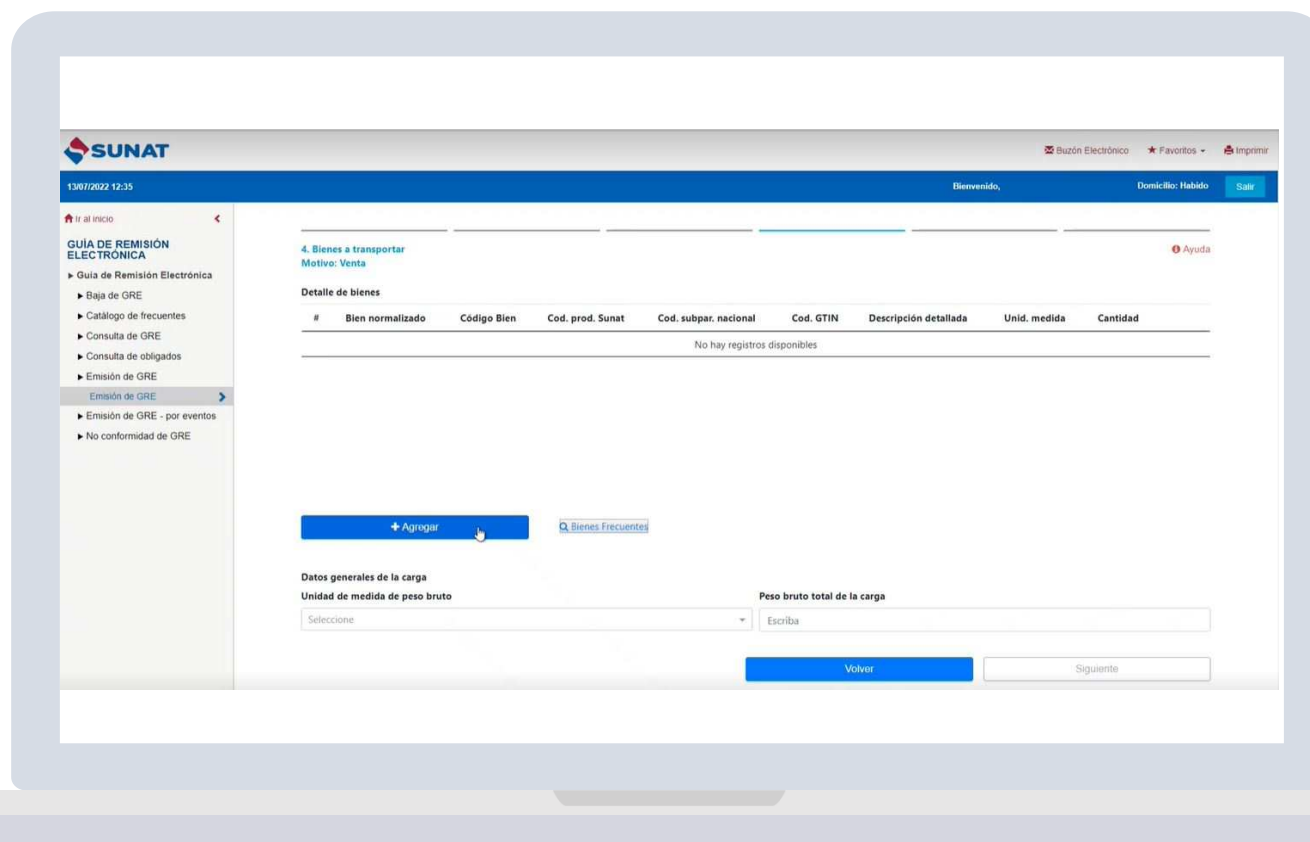 SUNAT
Buzón Electrónico Favoritos Imprimir
13/07/2022 12:35 Bienvenido, Domicilio: Habido Salir
Ir al inicio
GUÍA DE REMISIÓN
ELECTRÓNICA
Guía de Remisión Electrónica
Baja de GRE
Catálogo de frecuentes
Consulta de GRE
Consulta de obligados
Emisión de GRE
Emisión de GRE
Emisión de GRE - por eventos
No conformidad de GRE
4. Bienes a transportar Ayuda
Motivo: Venta
Detalle de bienes
# Bien normalizado Código Bien Cod. prod. Sunat Cod. subpar. nacional Cod. GTIN Descripción detallada Unid. medida Cantidad
No hay registros disponibles
+ Agregar Bienes Frecuentes
Datos generales de la carga
Unidad de medida de peso bruto Peso bruto total de la carga
Seleccione Escriba
Volver Siguiente